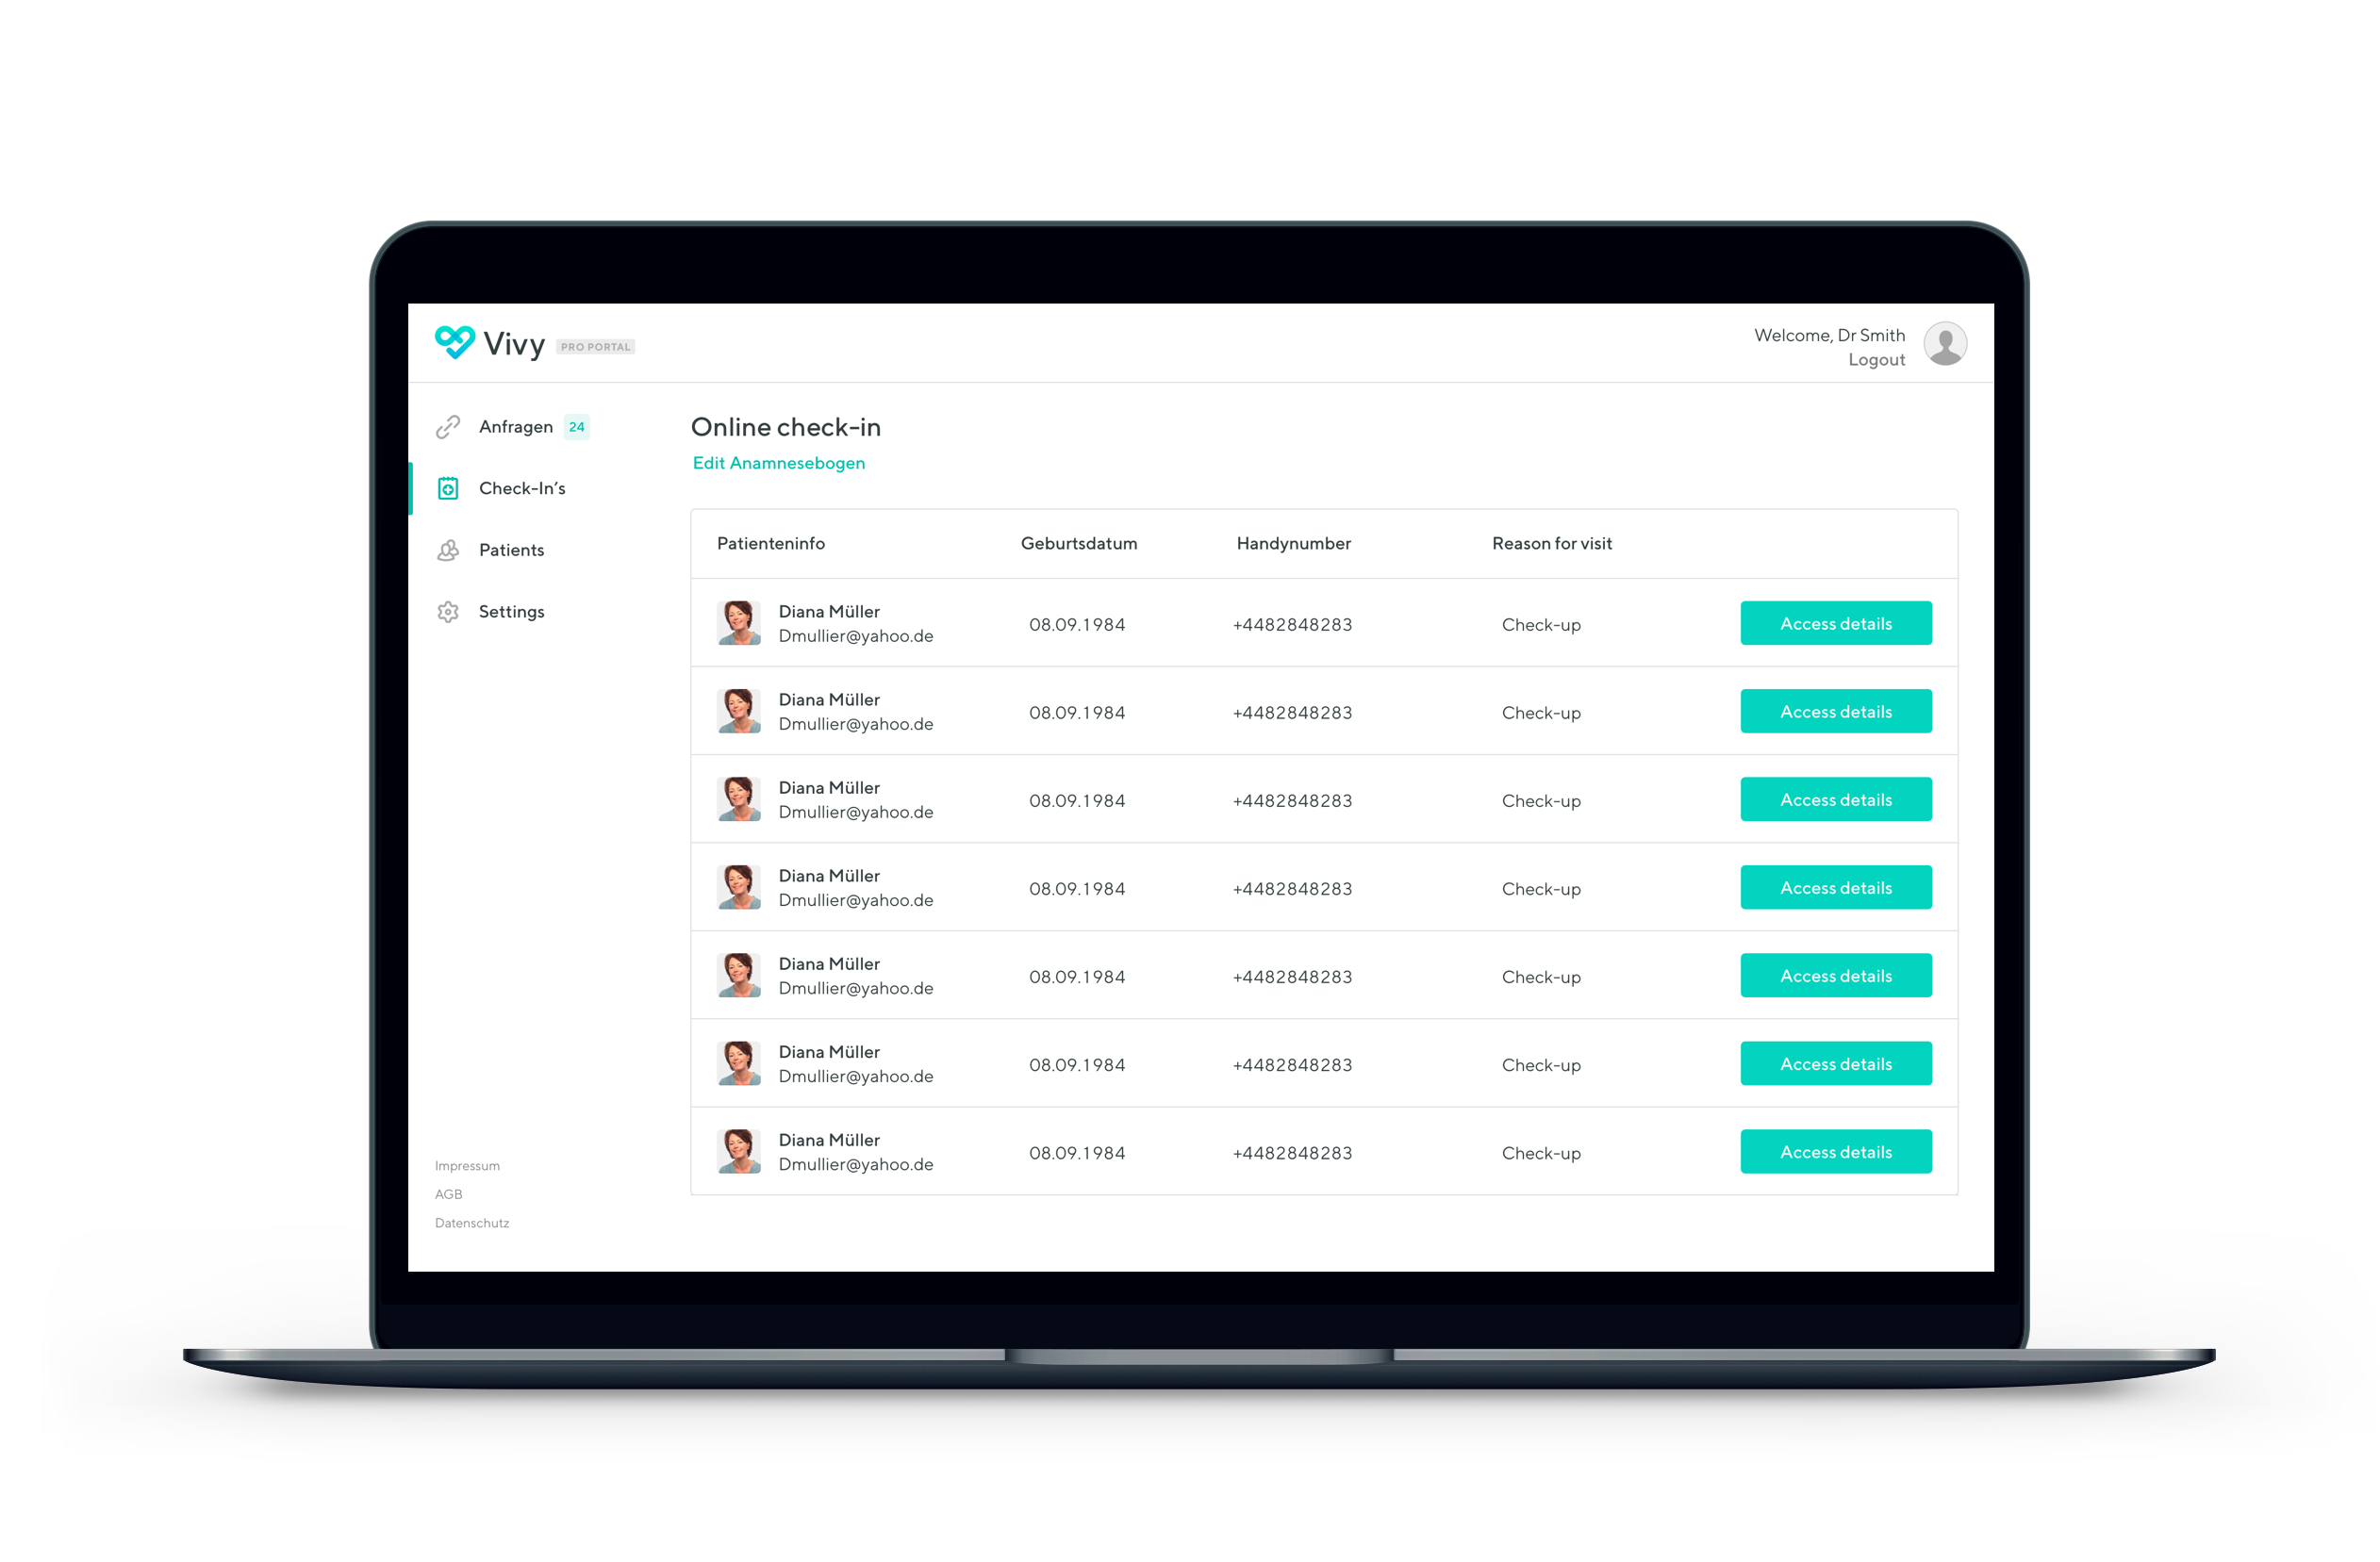 Vivy PRO PORTAL
Welcome, Dr Smith
Logout
Anfragen 24
Check-In’s
Patients
Settings
Online check-in
Edit Anamnesebogen
Patienteninfo Geburtsdatum Handynumber Reason for visit
Diana Müller
Dmullier@yahoo.de 08.09.1984 +4482848283 Check-up Access details
Diana Müller
Dmullier@yahoo.de 08.09.1984 +4482848283 Check-up Access details
Diana Müller
Dmullier@yahoo.de 08.09.1984 +4482848283 Check-up Access details
Diana Müller
Dmullier@yahoo.de 08.09.1984 +4482848283 Check-up Access details
Diana Müller
Dmullier@yahoo.de 08.09.1984 +4482848283 Check-up Access details
Diana Müller
Dmullier@yahoo.de 08.09.1984 +4482848283 Check-up Access details
Diana Müller
Dmullier@yahoo.de 08.09.1984 +4482848283 Check-up Access details
Impressum
AGB
Datenschutz